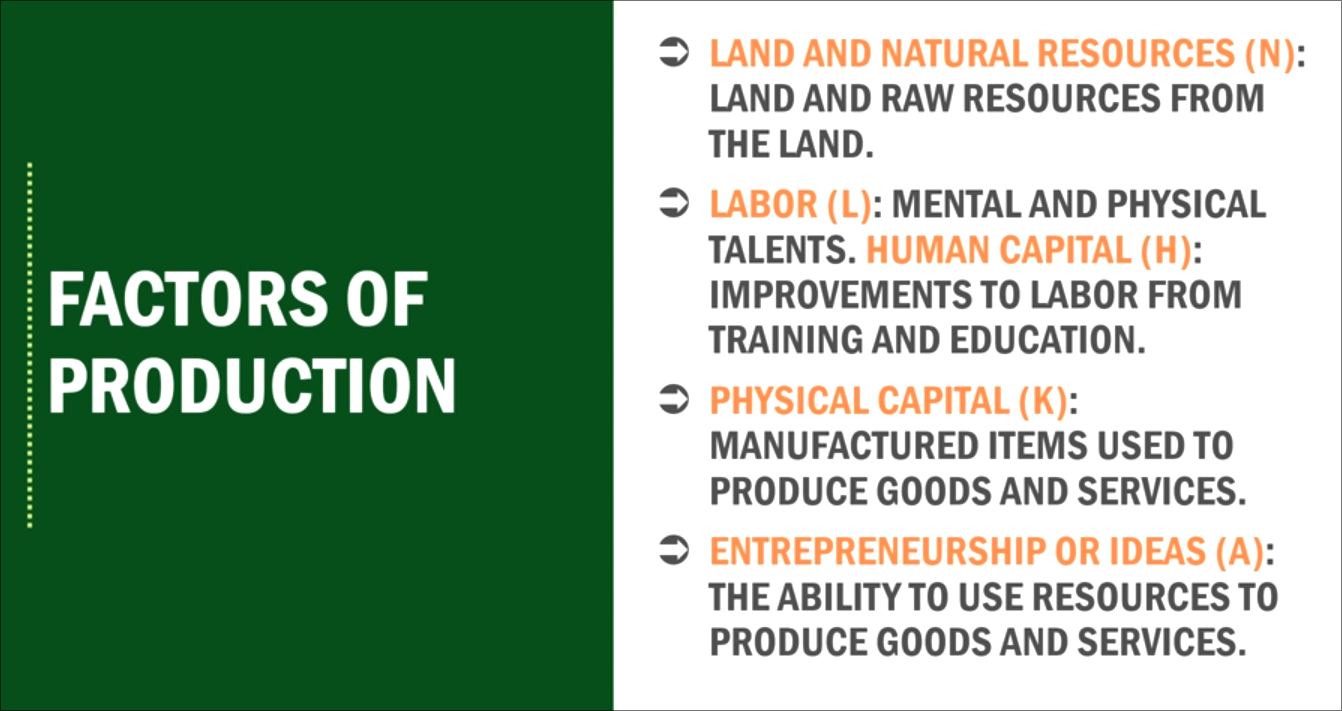 FACTORS OF
PRODUCTION
LAND AND NATURAL RESOURCES (N):
LAND AND RAW RESOURCES FROM
THE LAND.
LABOR (L): MENTAL AND PHYSICAL
TALENTS. HUMAN CAPITAL (H):
IMPROVEMENTS TO LABOR FROM
TRAINING AND EDUCATION.
PHYSICAL CAPITAL (K):
MANUFACTURED ITEMS USED TO
PRODUCE GOODS AND SERVICES.
ENTREPRENEURSHIP OR IDEAS (A):
THE ABILITY TO USE RESOURCES TO
PRODUCE GOODS AND SERVICES.